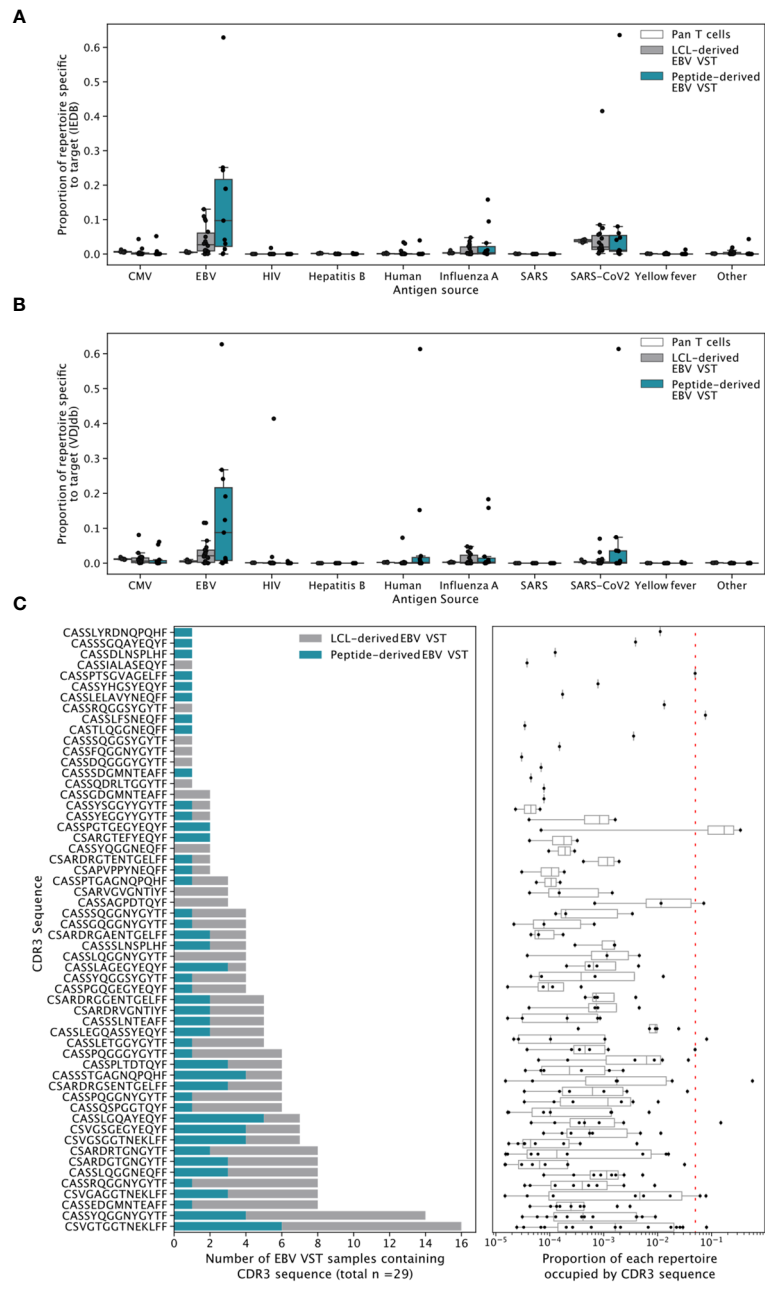 A
Proportion of repertoire specific
to target (IEDB)
0.6
0.5
0.4
0.3
0.2
0.1
0.0
Pan T cells
LCL-derived
EBV VST
Peptide-derived
EBV VST
CMV
EBV
HIV
Hepatitis B
Human
Influenza A
SARS
SARS-CoV2
Yellow fever
Other
Antigen source
B
Proportion of repertoire specific
to target (VDJdb)
0.6
0.5
0.4
0.3
0.2
0.1
0.0
Pan T cells
LCL-derived
EBV VST
Peptide-derived
EBV VST
CMV
EBV
HIV
Hepatitis B
Human
Influenza A
SARS
SARS-CoV2
Yellow fever
Other
Antigen Source
C
CDR3 Sequence
CASSLYRDNQPQHF
CASSSGQAYEQYF
CASSDLNSPLHF
CASSIALASEQYF
CASSPTSGVAGELFF
CASSYHGSYEQYF
CASSLELAVYNEQFF
CASSRQGGSYGYTF
CASSLFSNEQFF
CASTLQGGNEQFF
CASSSQGGSYGYTF
CASSFQGGNYGYTF
CASSDQGGGYGYTF
CASSSDGMNTEAFF
CASSQDRLTGGYTF
CASSGDGMNTEAFF
CASSYSGGYYGYTF
CASSYEGGYYGYTF
CASSPGTGEGYEQYF
CSARGTEFYEQYF
CASSYQGGNEQFF
CSARDRGTENTGELFF
CSAPVPPYNEQFF
CASSPTGAGNQPQHF
CSARVGVGNTIYF
CASSAGPDTQYF
CASSSQGGNYGYTF
CASSGQGGNYGYTF
CSARDRGAENTGELFF
CASSSLNSPLHF
CASSLQGGNYGYTF
CASSLAGEGYEQYF
CASSYQGGSYGYTF
CASSPGQGEGYEQYF
CSARDRGGENTGELFF
CSARDRVGNTIYF
CASSSLNTEAFF
CASSLEGQASSYEQYF
CASSLETGGYGYTF
CASSPQGGGYGYTF
CASSPLTDTQYF
CASSSTGAGNQPQHF
CSARDRGSENTGELFF
CASSPQGGNYGYTF
CASSQSPGGTQYF
CASSLGQAYEQYF
CSVGSGEGYEQYF
CSVGSGGTNEKLFF
CSARDRTGNGYTF
CSARDGTGNGYTF
CASSLQGGNEQFF
CASSRQGGNYGYTF
CSVGAGGTNEKLFF
CASSEDGMNTEAFF
CASSYQGGNYGYTF
CSVGTGGTNEKLFF
LCL-derived EBV VST
Peptide-derived EBV VST
0 2 4 6 8 10 12 14 16
Number of EBV VST samples containing
CDR3 sequence (total n =29)
10−5 10−4 10−3 10−2 10−1
Proportion of each repertoire
occupied by CDR3 sequence